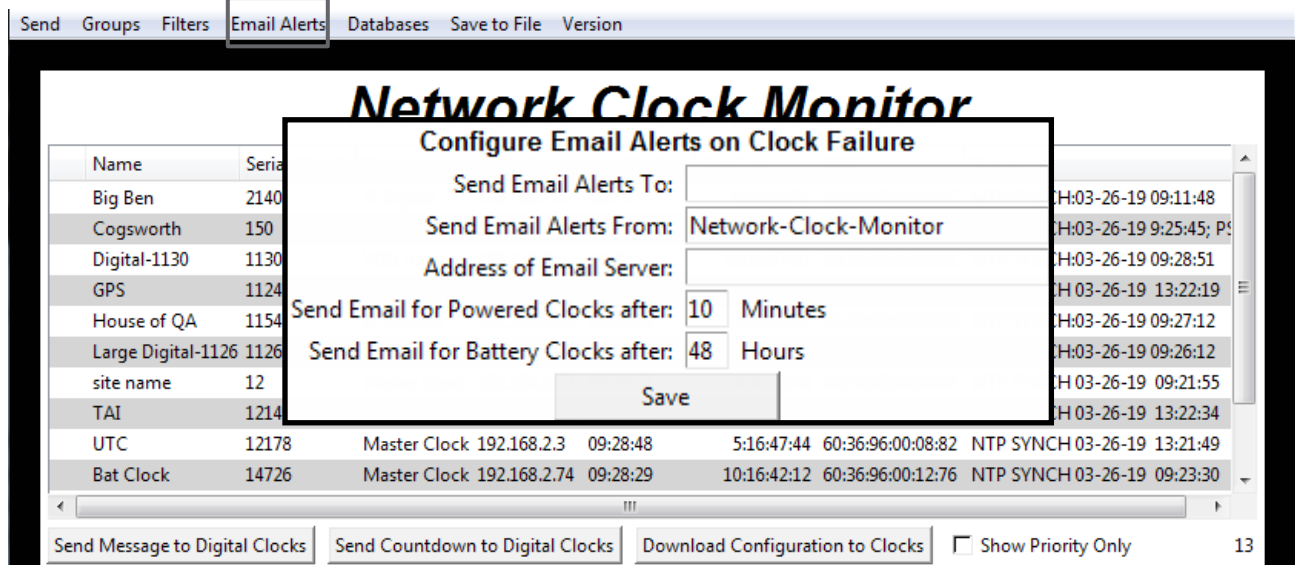 Send Groups Filters Email Alerts Databases Save to File Version
Network Clock Monitor
Configure Email Alerts on Clock Failure
Send Email Alerts To:
Send Email Alerts From: Network-Clock-Monitor
Address of Email Server:
Send Email for Powered Clocks after: 10 Minutes
Send Email for Battery Clocks after: 48 Hours
Save
Name Seria
Big Ben 2140 CH:03-26-19 09:11:48
Cogsworth 150 CH:03-26-19 9:25:45; PS
Digital-1130 1130 CH:03-26-19 09:28:51
GPS 1124 CH 03-26-19 13:22:19
House of QA 1154 CH:03-26-19 09:27:12
Large Digital-1126 1126 CH:03-26-19 09:26:12
site name 12 CH 03-26-19 09:21:55
TAI 1214 CH 03-26-19 13:22:34
UTC 12178 Master Clock 192.168.2.3 09:28:48 5:16:47:44 60:36:96:00:08:82 NTP SYNCH 03-26-19 13:21:49
Bat Clock 14726 Master Clock 192.168.2.74 09:28:29 10:16:42:12 60:36:96:00:12:76 NTP SYNCH 03-26-19 09:23:30
Send Message to Digital Clocks Send Countdown to Digital Clocks Download Configuration to Clocks Show Priority Only 13